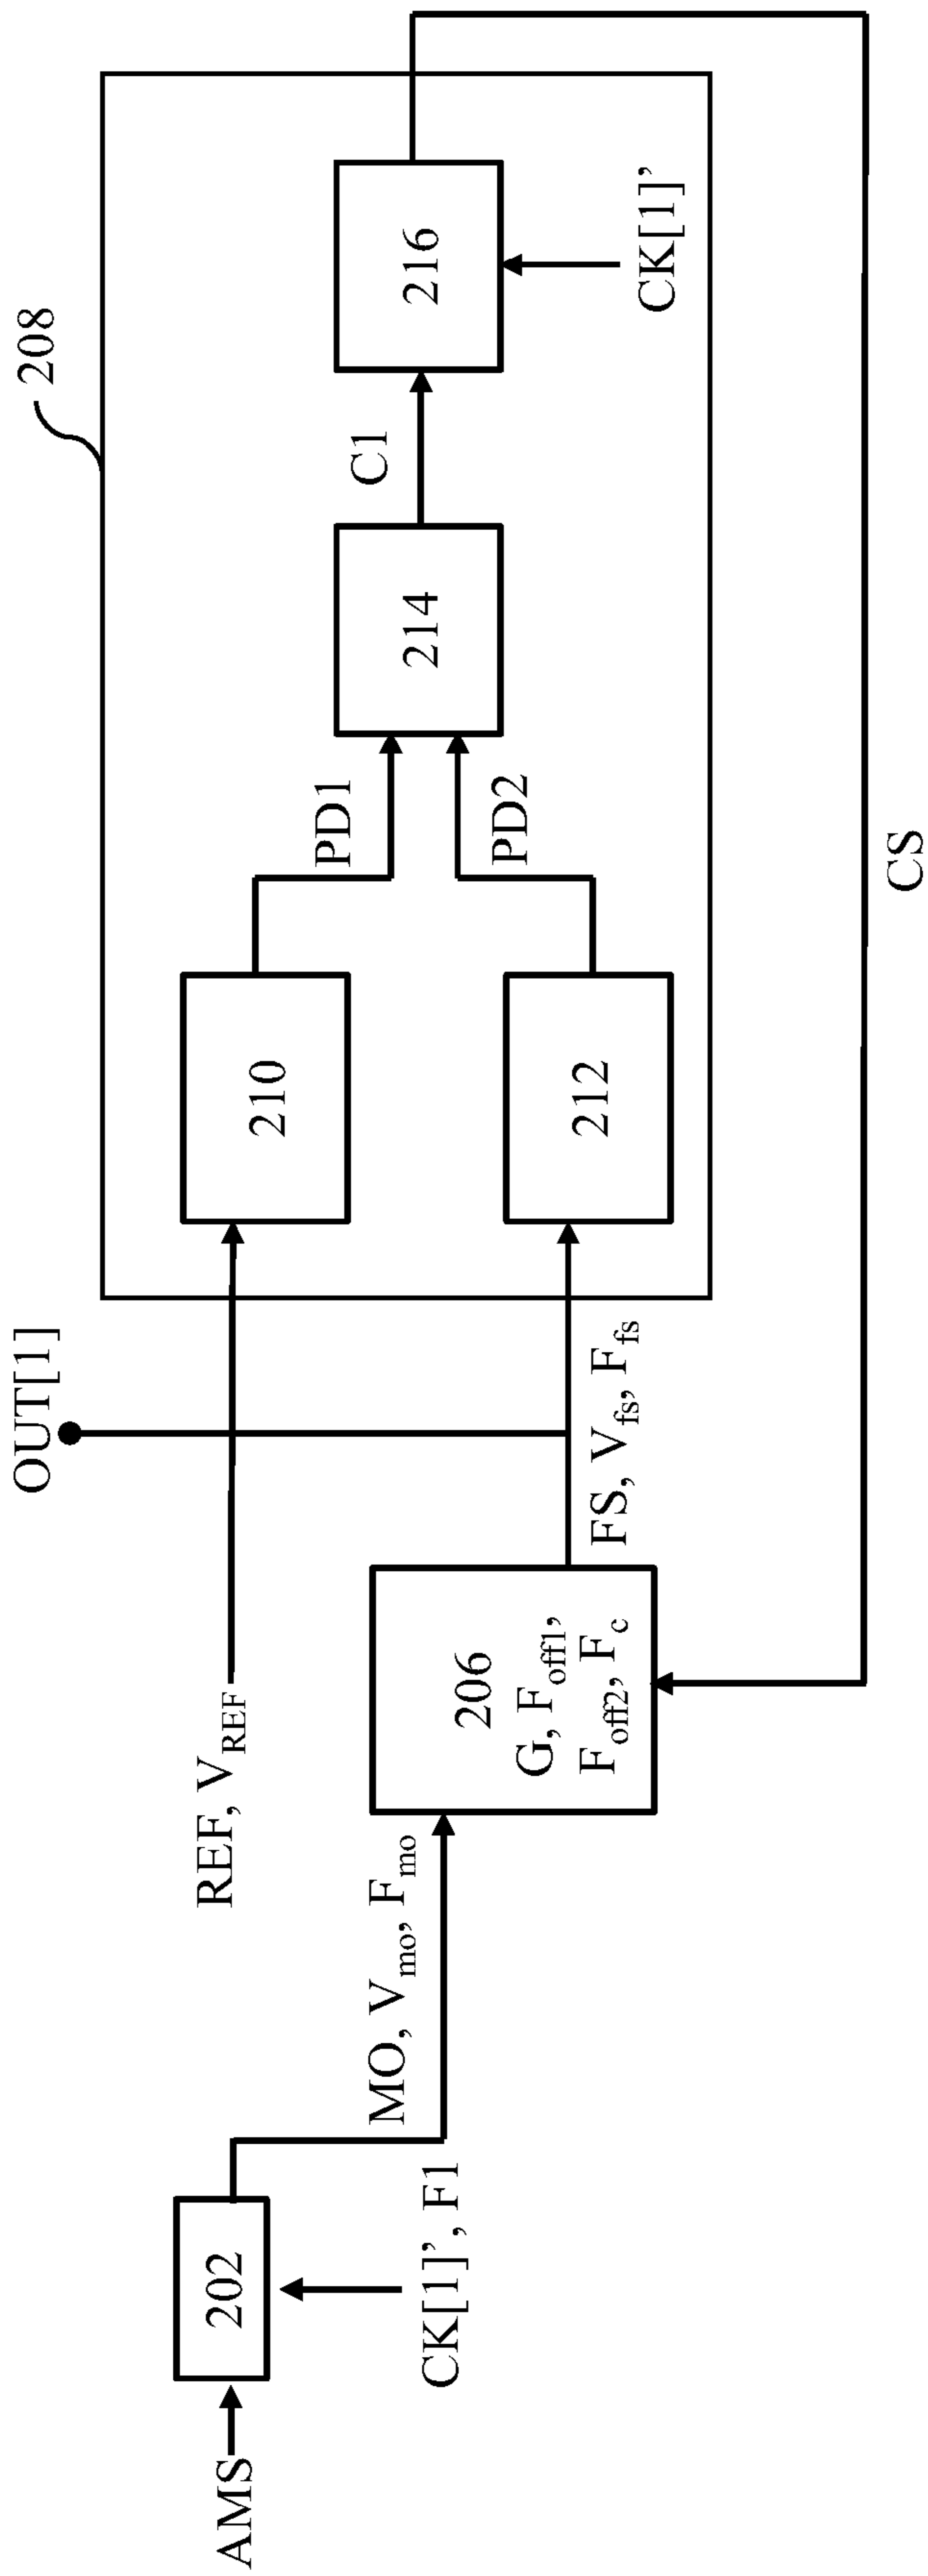 208
OUT[1]
REF, V_REF
210
PD1
C1
214
216
CK[1]’
PD2
212
AMS
202
CK[1]’, F1
MO, V_mo, F_mo
206
G, F_off1,
F_off2, F_c
FS, V_fs, F_fs
CS